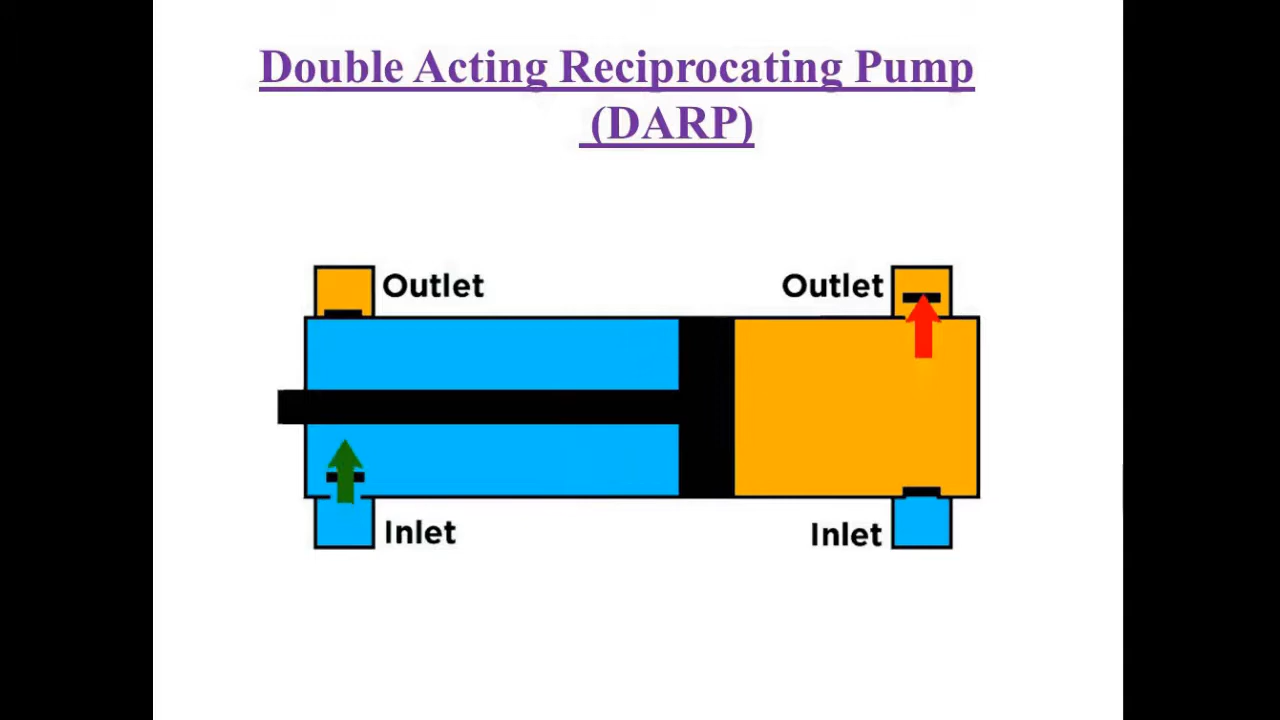 Double Acting Reciprocating Pump
(DARP)
Outlet
Outlet
Inlet
Inlet